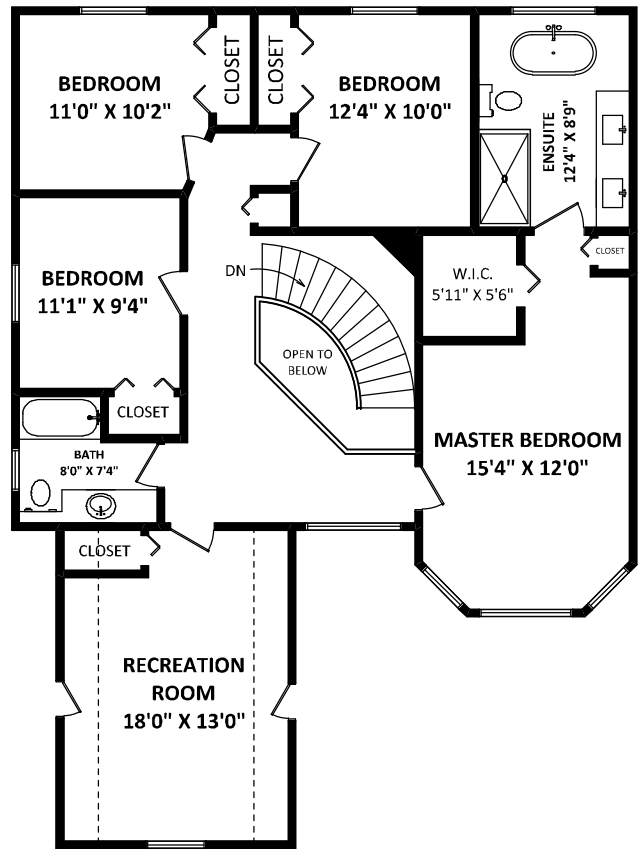 BEDROOM
11'0" X 10'2"
CLOSET
CLOSET
BEDROOM
12'4" X 10'0"
ENSUITE
12'4" X 8'9"
BEDROOM
11'1" X 9'4"
DN
W.I.C.
5'11" X 5'6"
CLOSET
OPEN TO
BELOW
CLOSET
BATH
8'0" X 7'4"
MASTER BEDROOM
15'4" X 12'0"
CLOSET
RECREATION
ROOM
18'0" X 13'0"